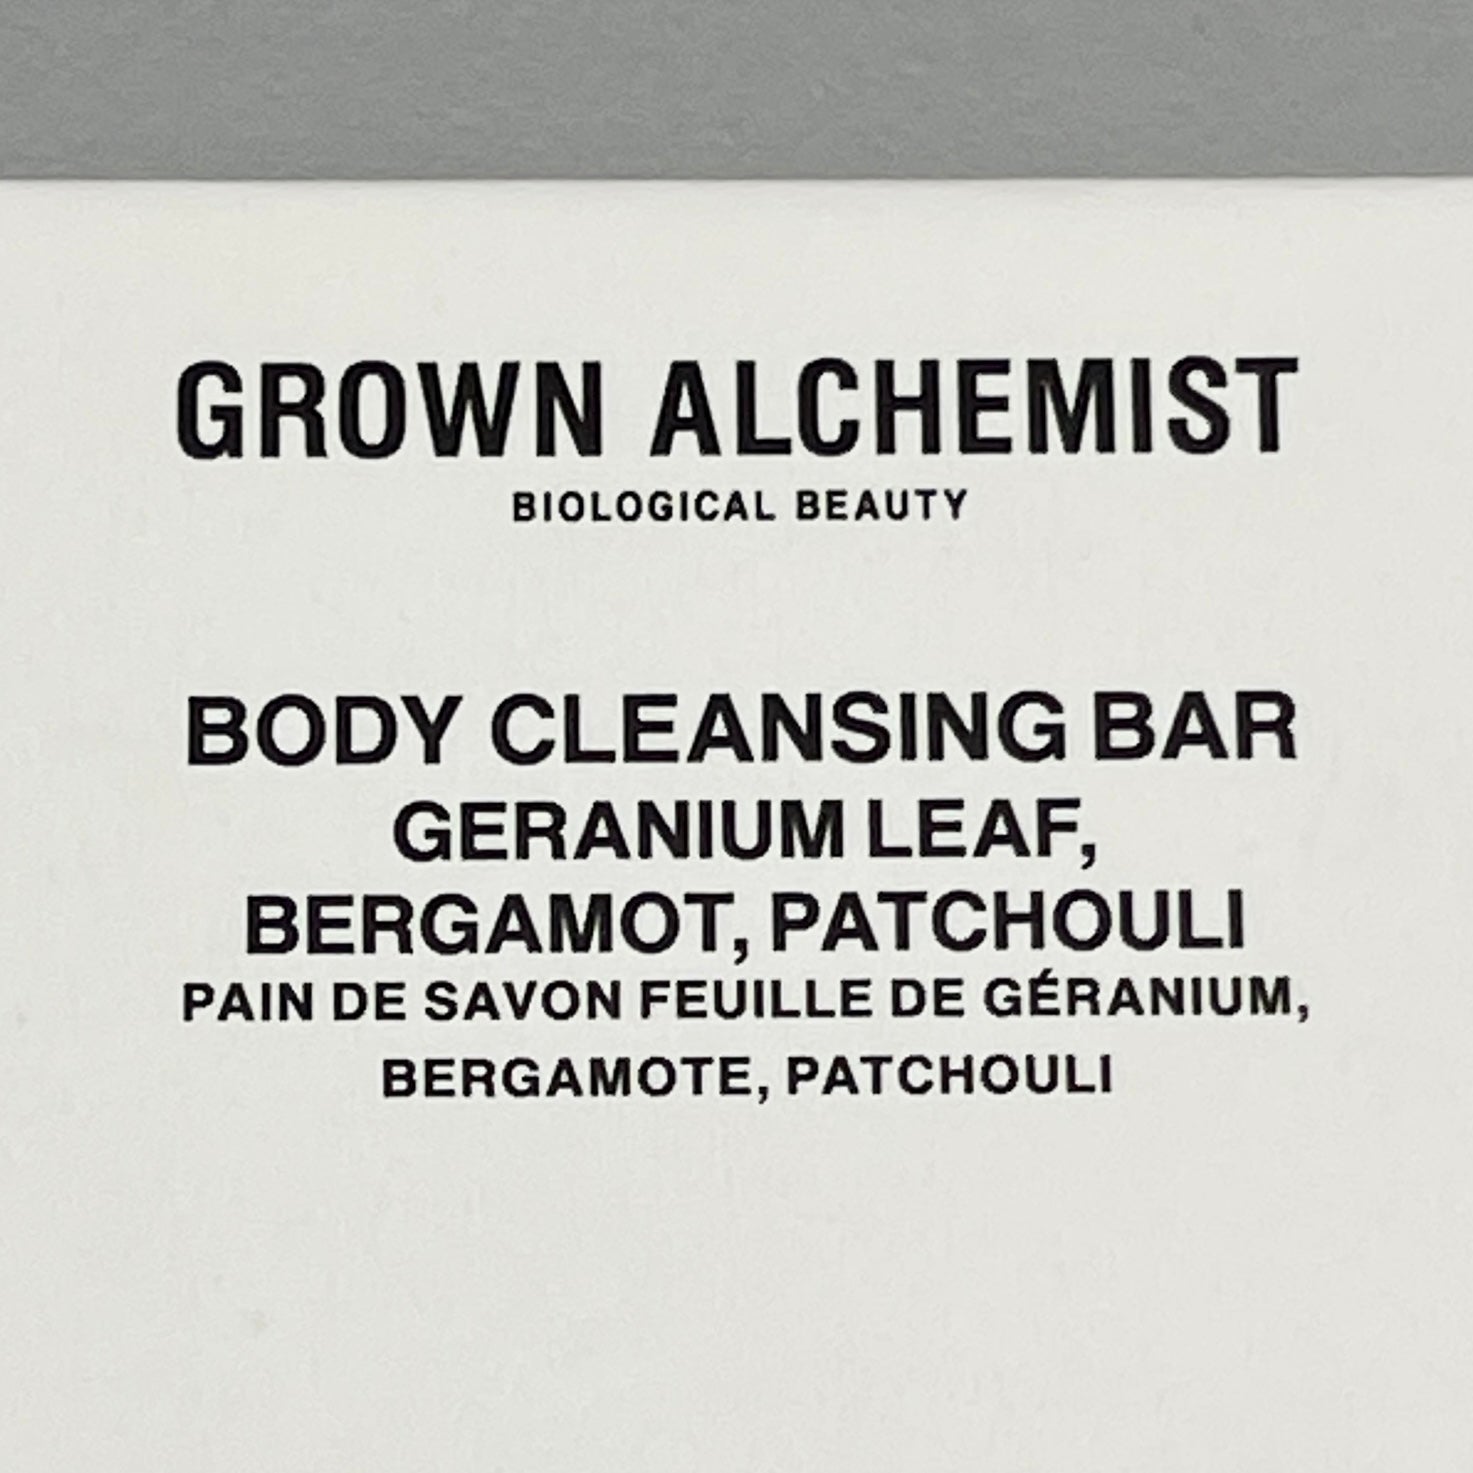 GROWN ALCHEMIST
BIOLOGICAL BEAUTY
BODY CLEANSING BAR
GERANIUM LEAF,
BERGAMOT, PATCHOULI
PAIN DE SAVON FEUILLE DE GÉRANIUM,
BERGAMOTE, PATCHOULI